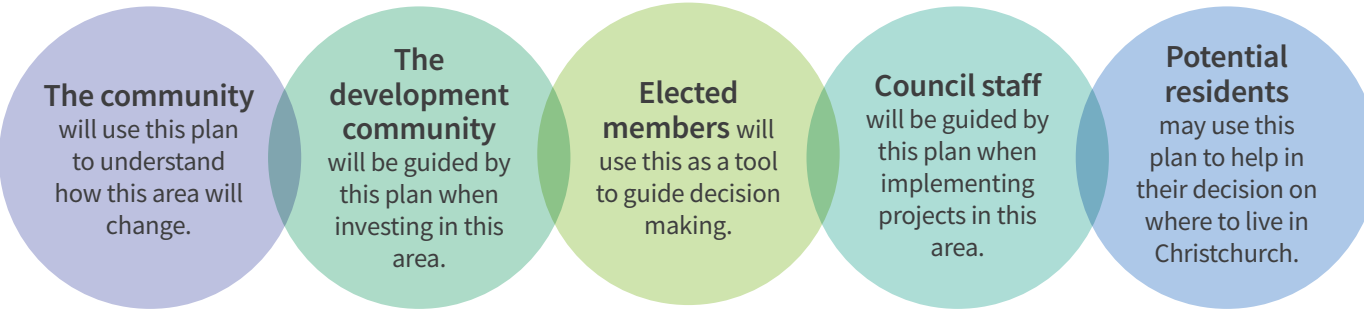 The community
will use this plan
to understand
how this area will
change.
The
development
community
will be guided by
this plan when
investing in this
area.
Elected
members will
use this as a tool
to guide decision
making.
Council staff
will be guided by
this plan when
implementing
projects in this
area.
Potential
residents
may use this
plan to help in
their decision on
where to live in
Christchurch.